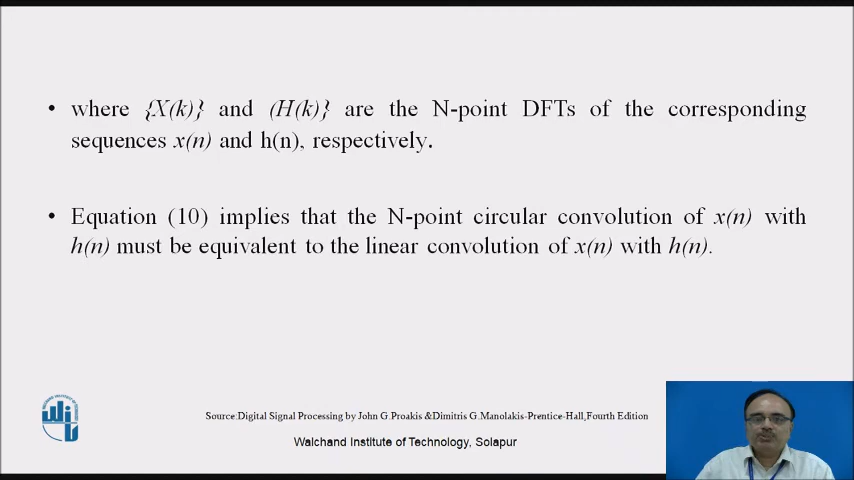 • where {X(k)} and (H(k)} are the N-point DFTs of the corresponding
sequences x(n) and h(n), respectively.
• Equation (10) implies that the N-point circular convolution of x(n) with
h(n) must be equivalent to the linear convolution of x(n) with h(n).
Source:Digital Signal Processing by John G.Proakis &Dimitris G.Manolakis-Prentice-Hall,Fourth Edition
Walchand Institute of Technology, Solapur